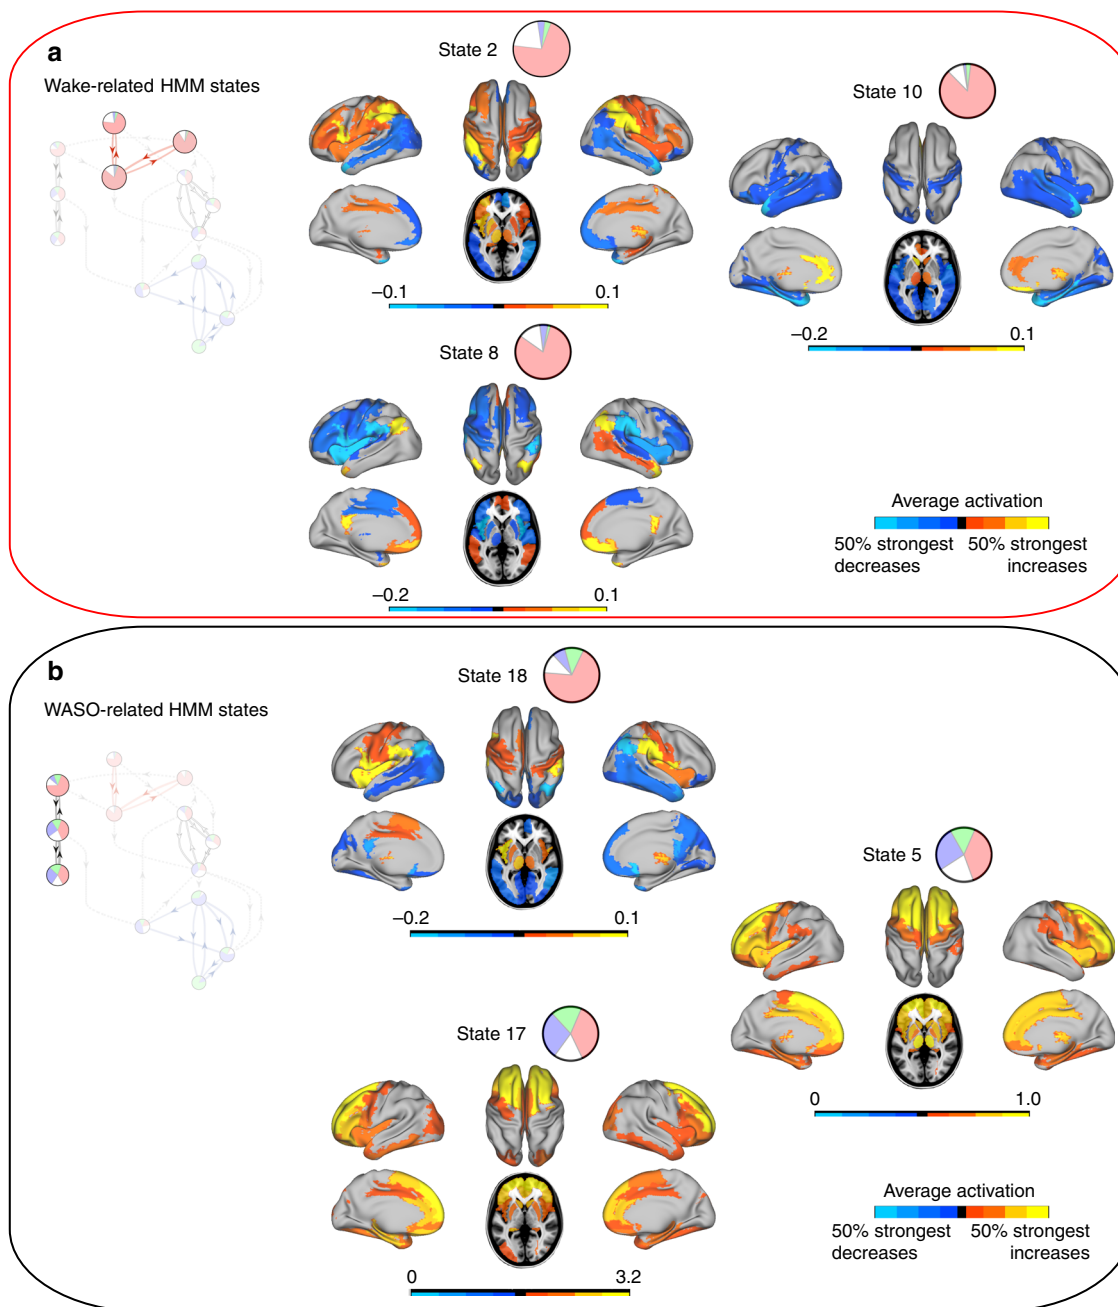 a
Wake-related HMM states
State 2
State 10
−0.1 0.1
−0.2 0.1
State 8
−0.2 0.1
Average activation
50% strongest decreases
50% strongest increases
b
WASO-related HMM states
State 18
−0.2 0.1
State 5
0 1.0
State 17
0 3.2
Average activation
50% strongest decreases
50% strongest increases